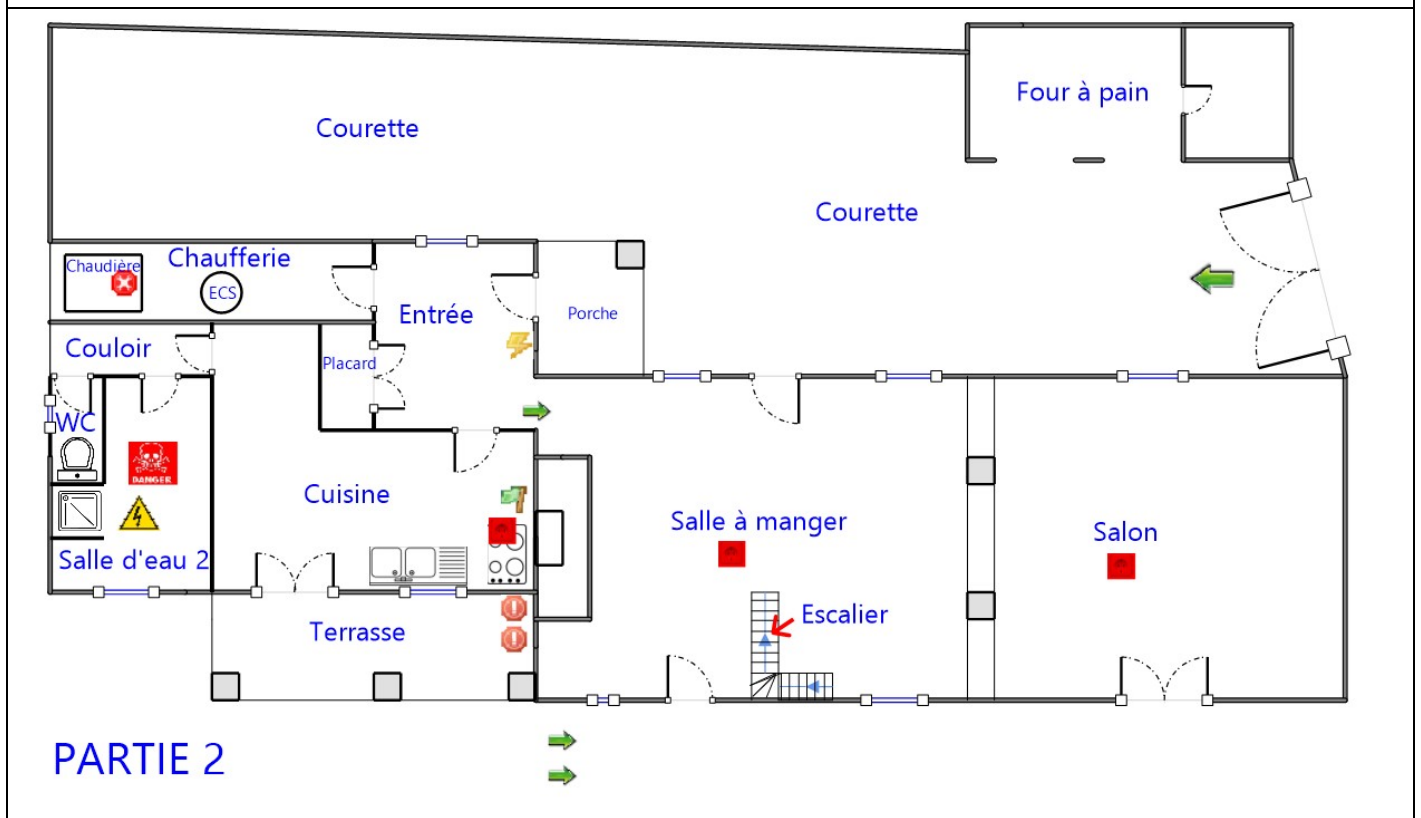 Four à pain
Courette
Courette
Chaufferie
Chaudière
ECS
Entrée
Porche
Couloir
Placard
WC
DANGER
Cuisine
Salle à manger
Salon
Salle d'eau 2
Escalier
Terrasse
PARTIE 2